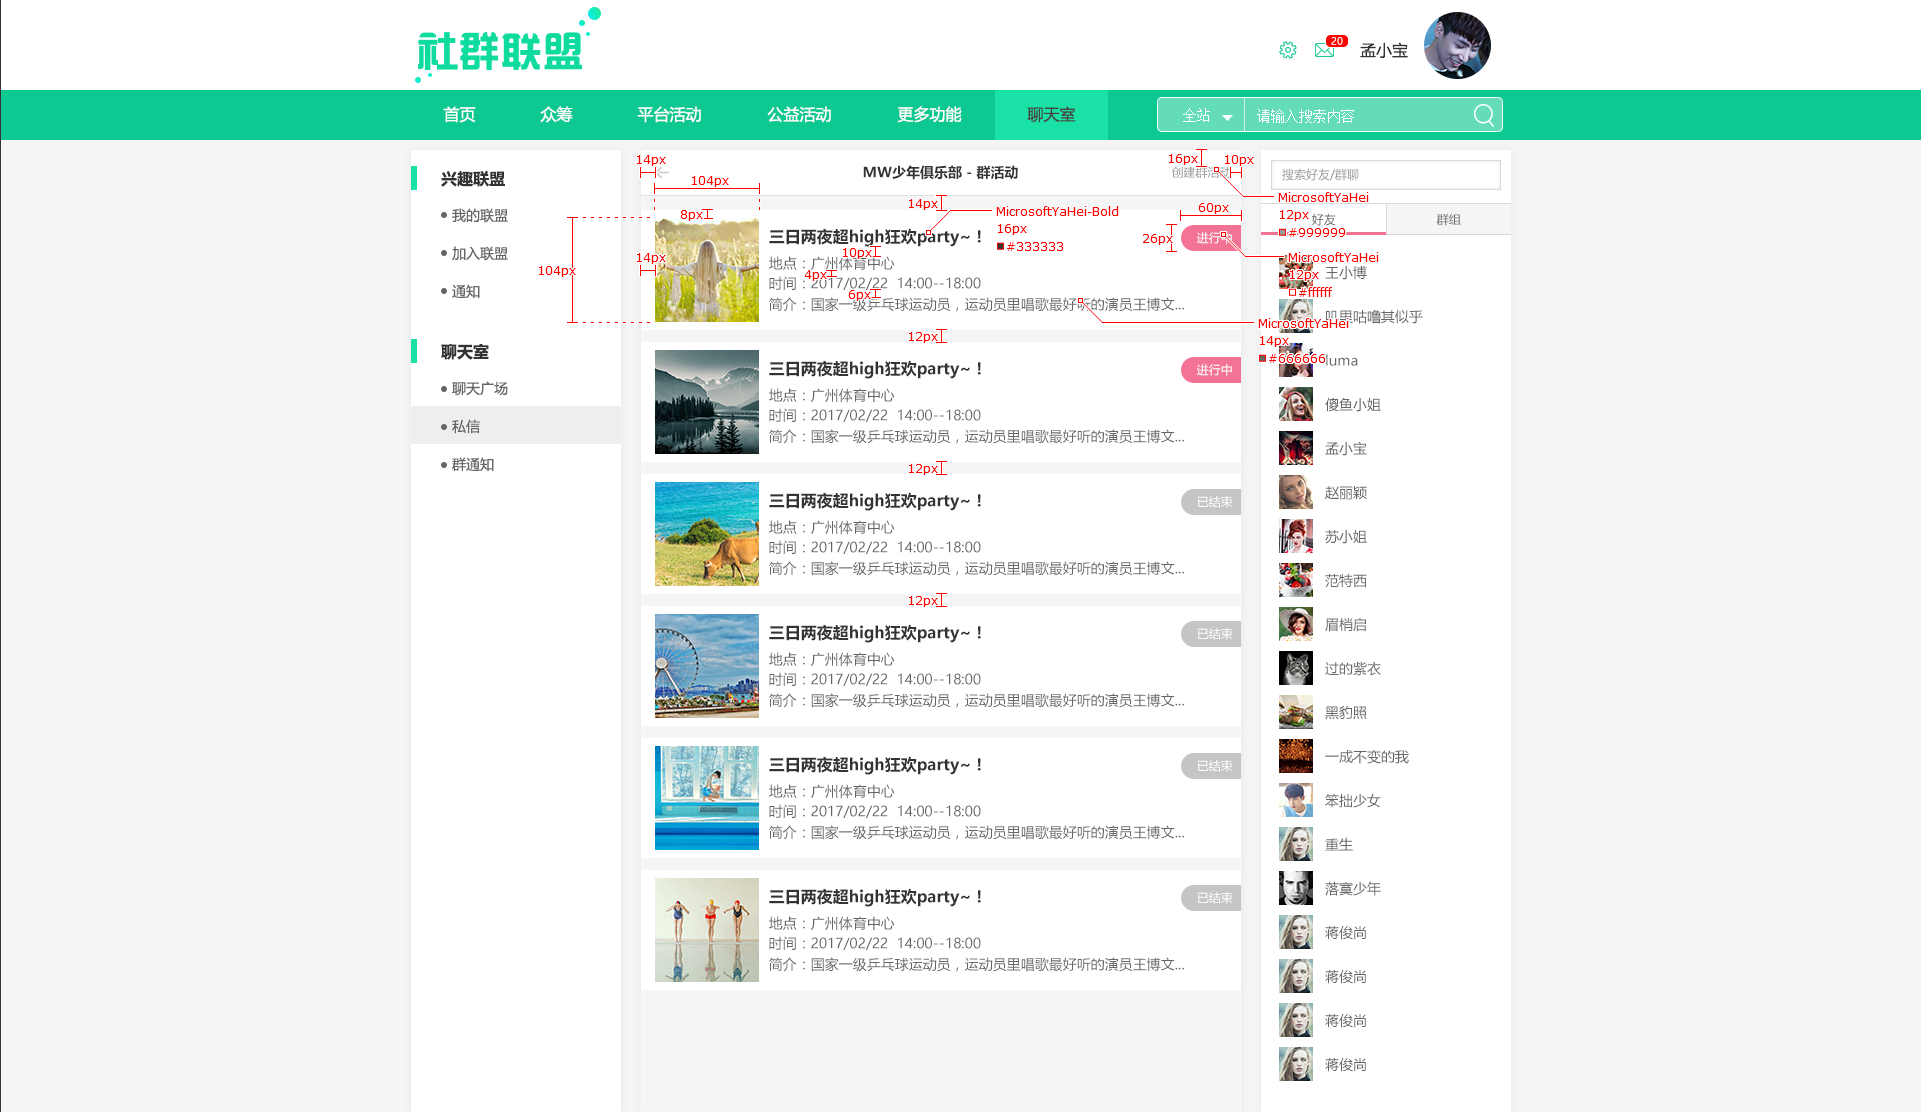 社群联盟
20
孟小宝
首页
众筹
平台活动
公益活动
更多功能
聊天室
全站
请输入搜索内容
兴趣联盟
我的联盟
加入联盟
通知
聊天室
聊天广场
私信
群通知
14px
MW少年俱乐部 - 群活动
16px
10px
创建群活动
104px
8px
14px
MicrosoftYaHei-Bold
16px
#333333
60px
26px
104px
14px
三日两夜超high狂欢party~！
进行中
10px
地点：广州体育中心
4px
时间：2017/02/22 14:00--18:00
6px
简介：国家一级乒乓球运动员，运动员里唱歌最好听的演员王博文...
12px
三日两夜超high狂欢party~！
进行中
地点：广州体育中心
时间：2017/02/22 14:00--18:00
简介：国家一级乒乓球运动员，运动员里唱歌最好听的演员王博文...
12px
三日两夜超high狂欢party~！
已结束
地点：广州体育中心
时间：2017/02/22 14:00--18:00
简介：国家一级乒乓球运动员，运动员里唱歌最好听的演员王博文...
12px
三日两夜超high狂欢party~！
已结束
地点：广州体育中心
时间：2017/02/22 14:00--18:00
简介：国家一级乒乓球运动员，运动员里唱歌最好听的演员王博文...
三日两夜超high狂欢party~！
已结束
地点：广州体育中心
时间：2017/02/22 14:00--18:00
简介：国家一级乒乓球运动员，运动员里唱歌最好听的演员王博文...
三日两夜超high狂欢party~！
已结束
地点：广州体育中心
时间：2017/02/22 14:00--18:00
简介：国家一级乒乓球运动员，运动员里唱歌最好听的演员王博文...
搜索好友/群聊
MicrosoftYaHei
12px
#999999
好友
群组
MicrosoftYaHei
12px
#ffffff
王小博
叽里咕噜其似乎
MicrosoftYaHei
14px
#666666
luma
傻鱼小姐
孟小宝
赵丽颖
苏小姐
范特西
眉梢启
过的紫衣
黑豹照
一成不变的我
笨拙少女
重生
落寞少年
蒋俊尚
蒋俊尚
蒋俊尚
蒋俊尚